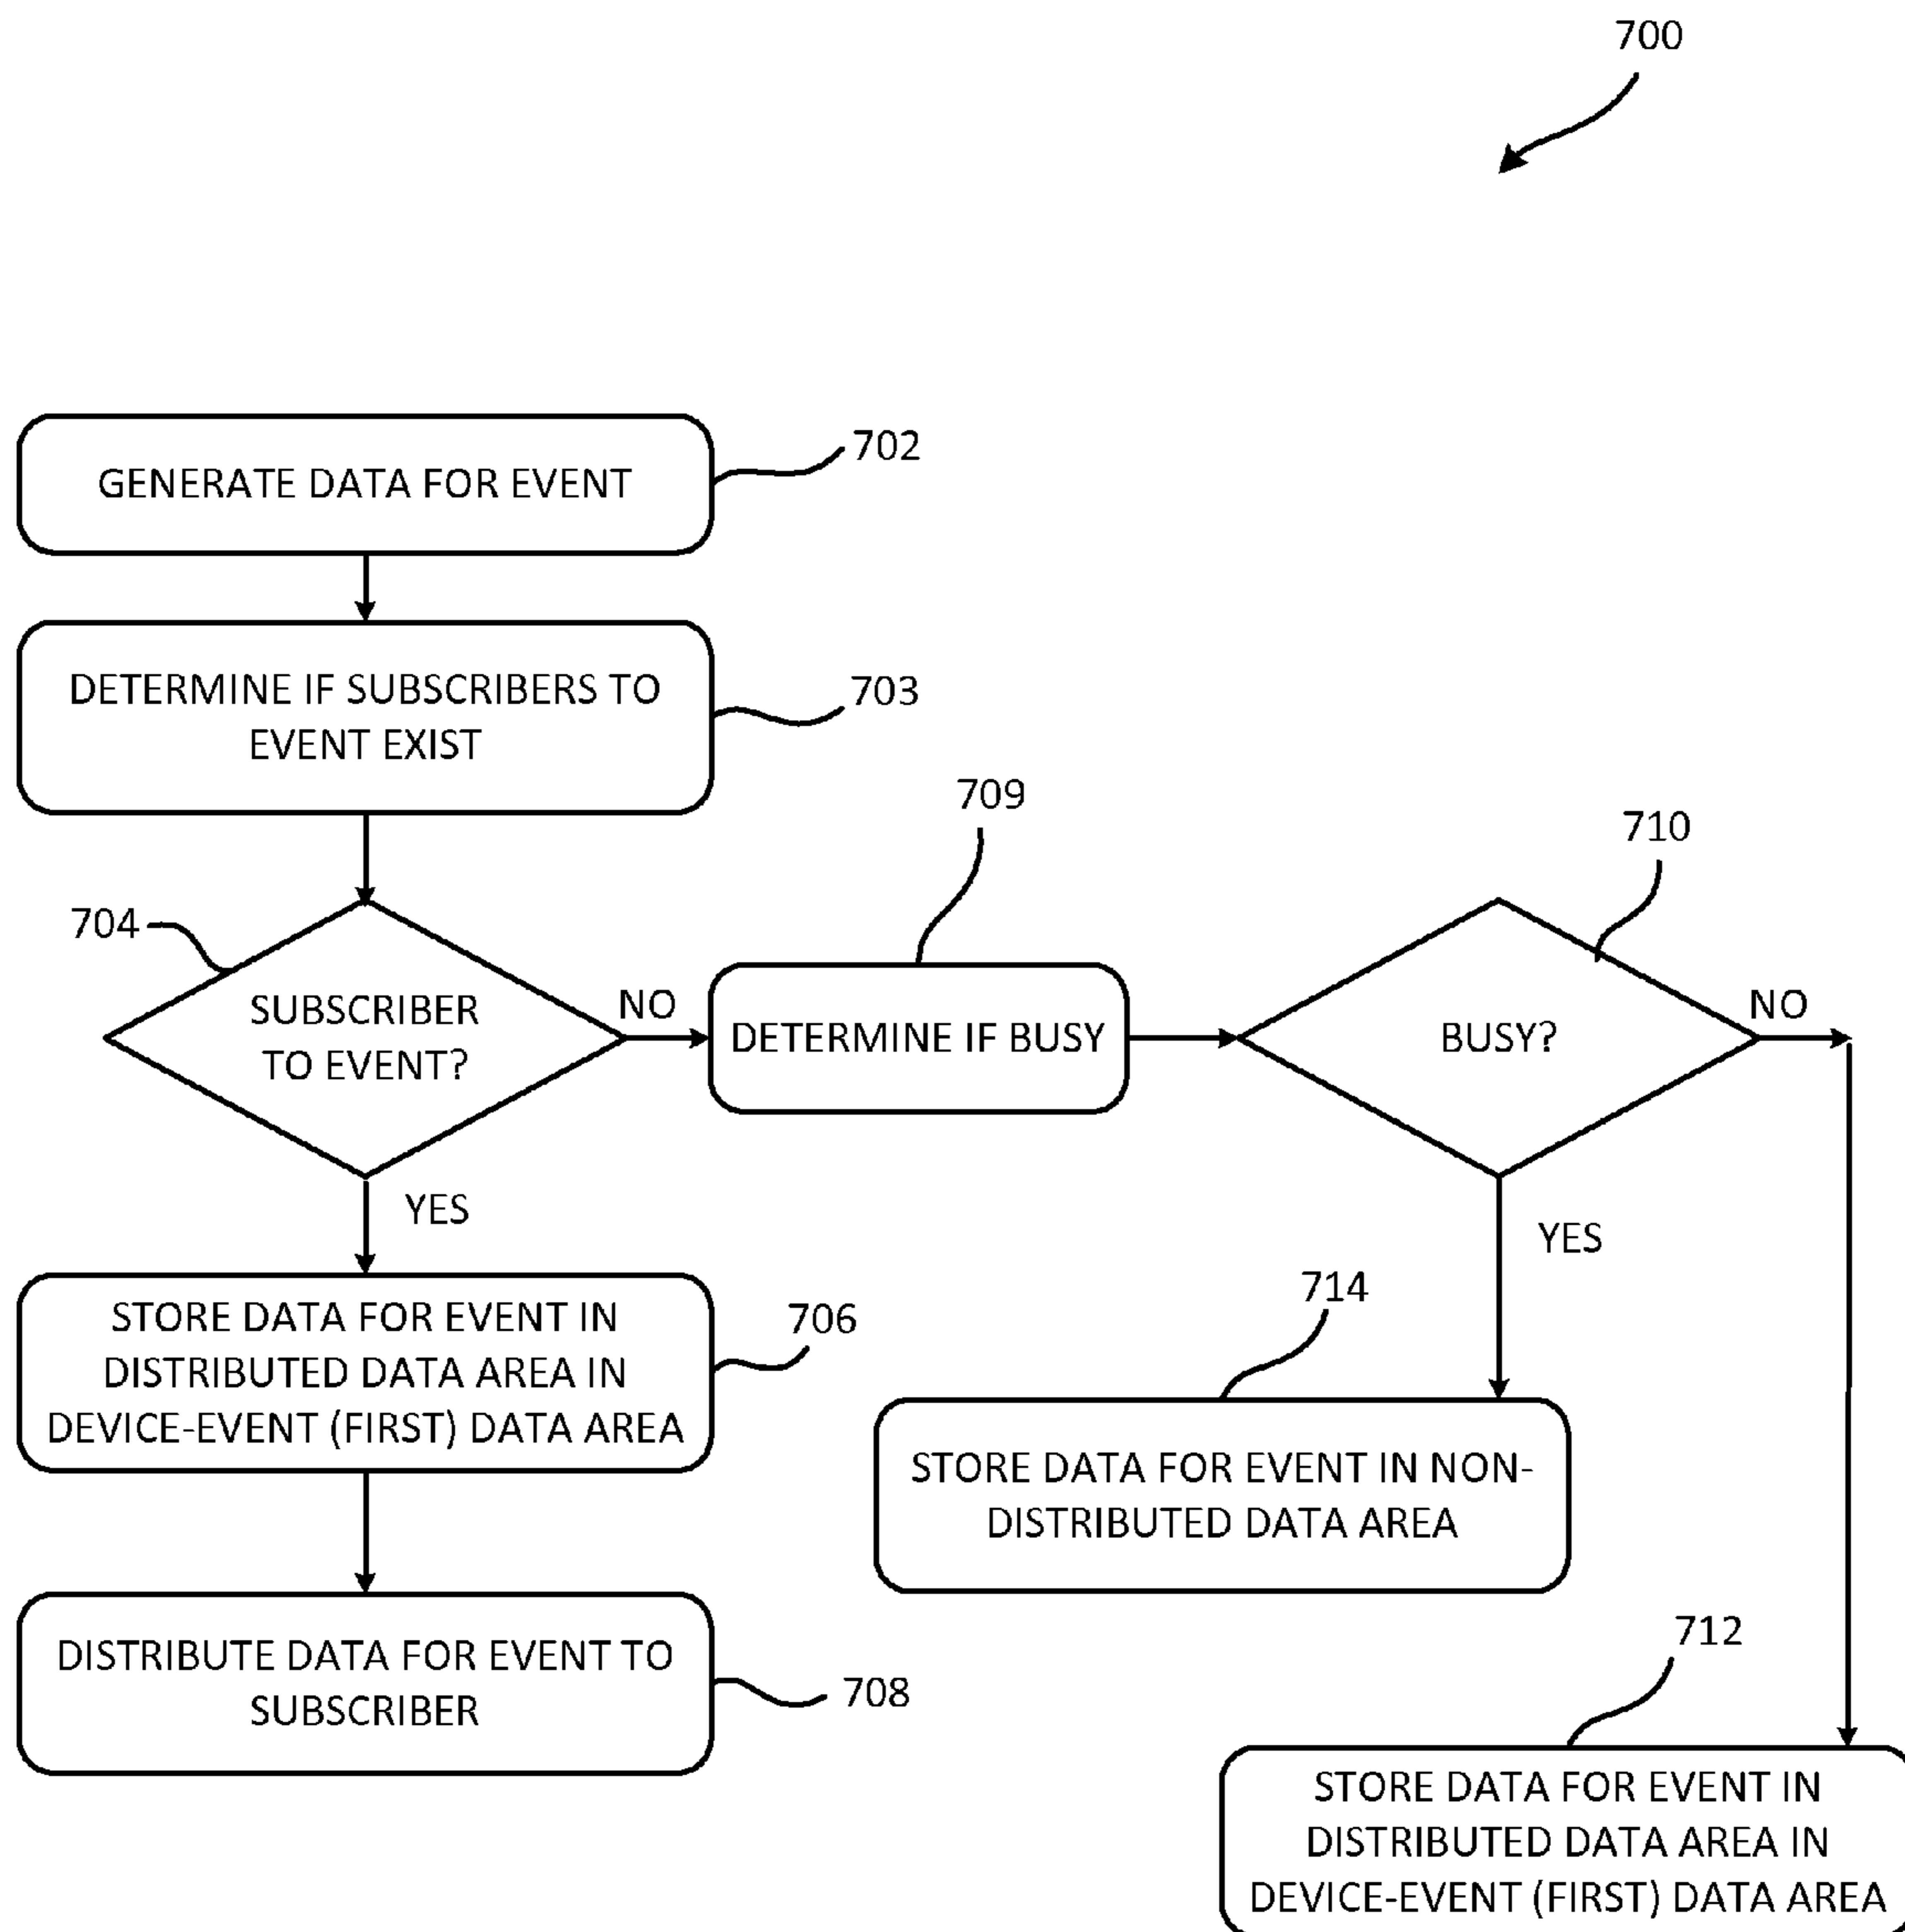 700
GENERATE DATA FOR EVENT
702
DETERMINE IF SUBSCRIBERS TO
EVENT EXIST
703
709
710
704
SUBSCRIBER
TO EVENT?
NO
DETERMINE IF BUSY
BUSY?
NO
YES
YES
STORE DATA FOR EVENT IN
DISTRIBUTED DATA AREA IN
DEVICE-EVENT (FIRST) DATA AREA
706
714
STORE DATA FOR EVENT IN NON-
DISTRIBUTED DATA AREA
DISTRIBUTE DATA FOR EVENT TO
SUBSCRIBER
708
712
STORE DATA FOR EVENT IN
DISTRIBUTED DATA AREA IN
DEVICE-EVENT (FIRST) DATA AREA